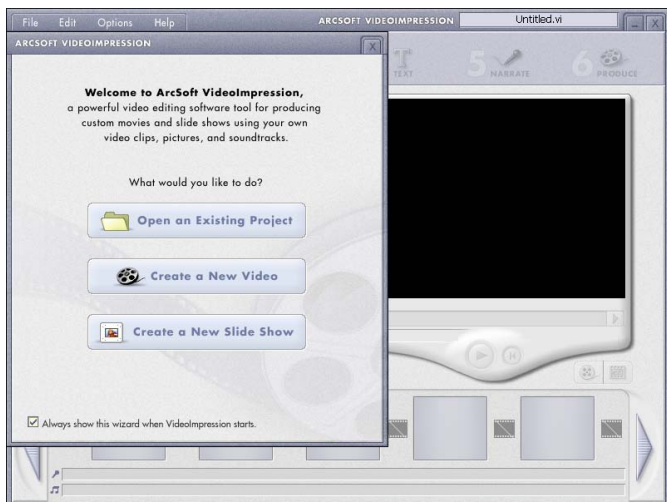 File Edit Options Help
ARCSOFT VIDEOIMPRESSION
Untitled.vi
X
ARCSOFT VIDEOIMPRESSION
X
TEXT
5 NARRATE
6 PRODUCE
Welcome to ArcSoft VideoImpression,
a powerful video editing software tool for producing
custom movies and slide shows using your own
video clips, pictures, and soundtracks.
What would you like to do?
Open an Existing Project
Create a New Video
Create a New Slide Show
Always show this wizard when VideoImpression starts.